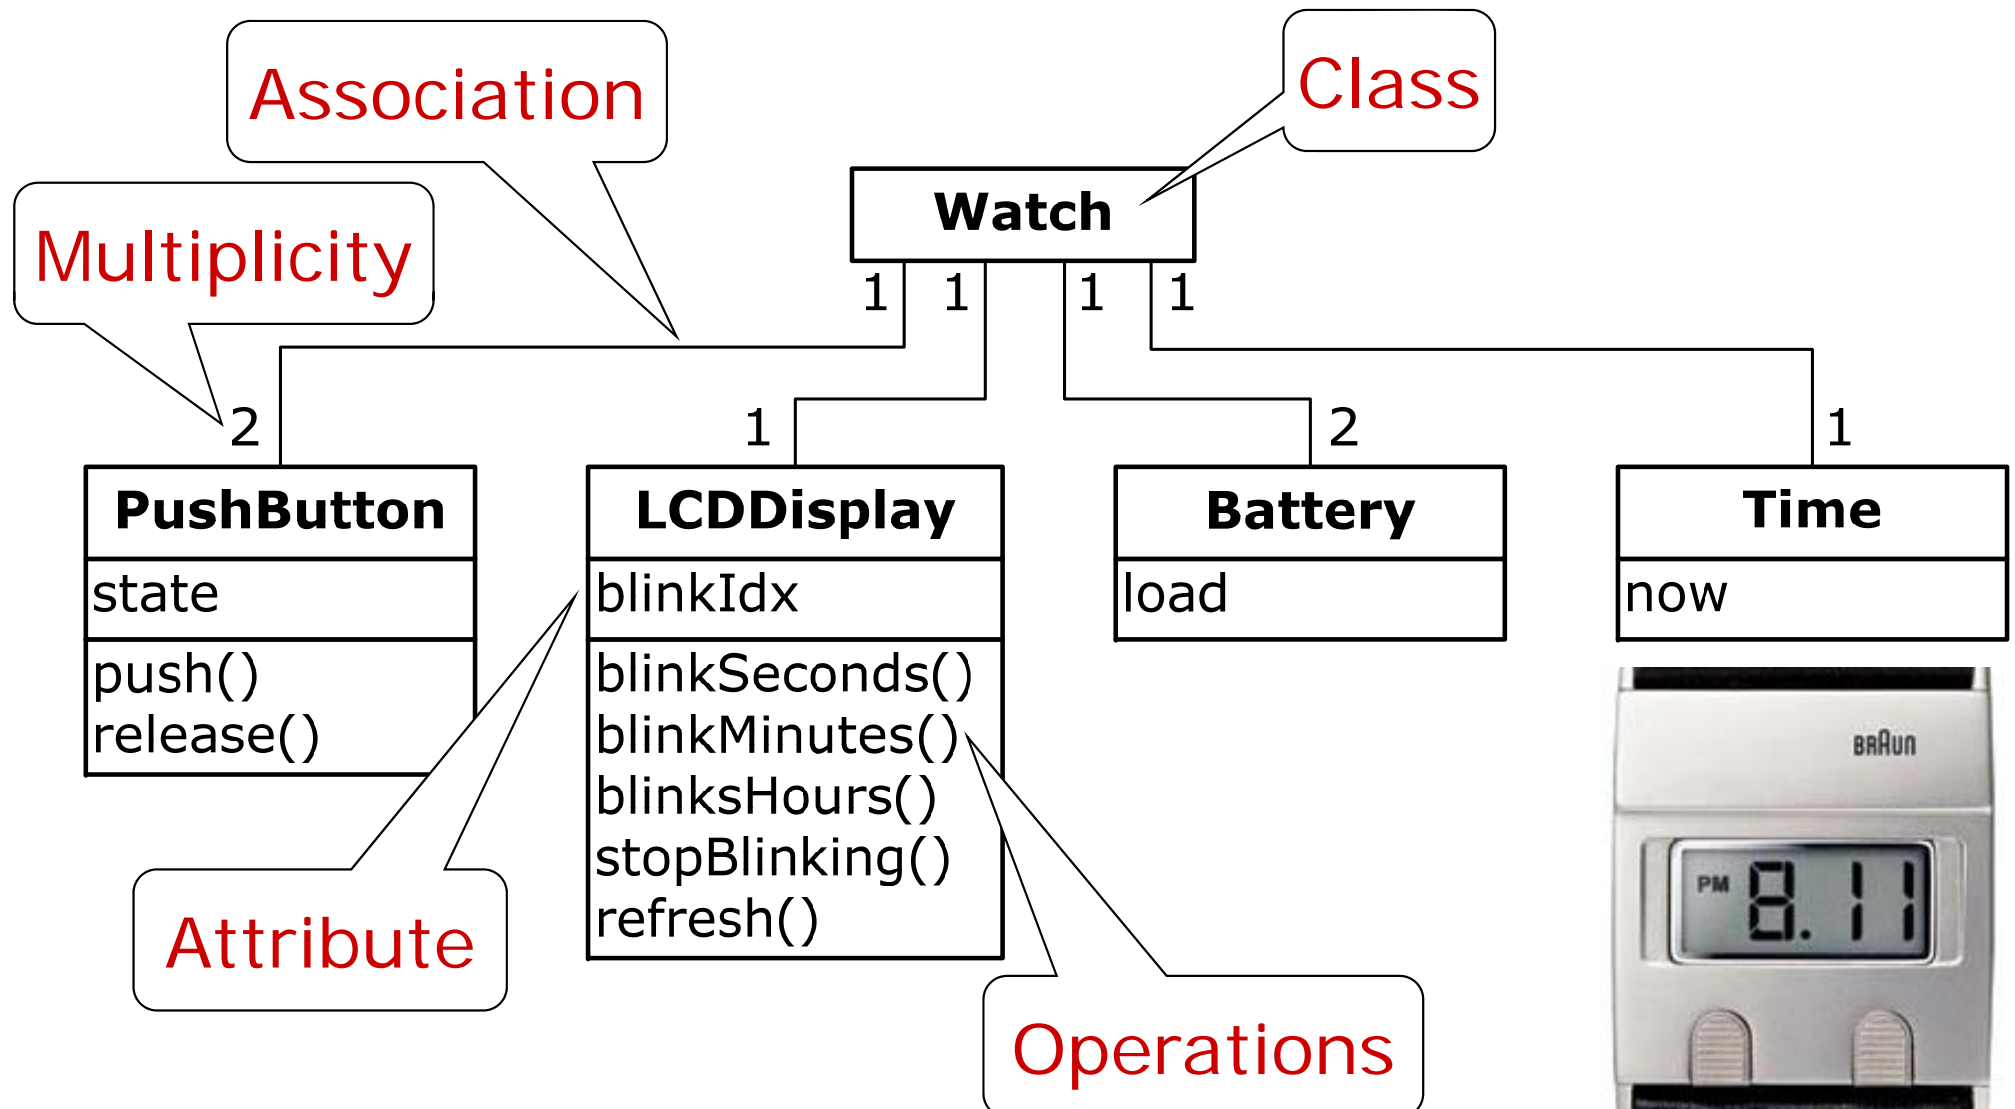 Association
Class
Multiplicity
Watch
1 1 1 1
2 1 2 1
PushButton
state
push()
release()
LCDDisplay
blinkIdx
blinkSeconds()
blinkMinutes()
blinksHours()
stopBlinking()
refresh()
Battery
load
Time
now
BRAun
PM 8.11
Attribute
Operations